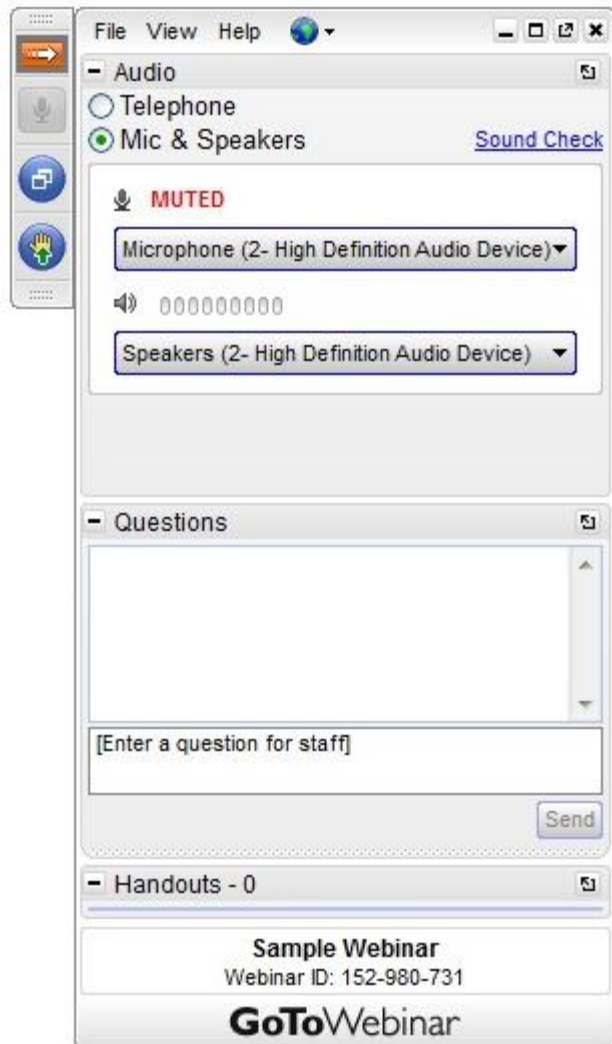 File View Help
Audio
Telephone
Mic & Speakers Sound Check
MUTED
Microphone (2- High Definition Audio Device)
000000000
Speakers (2- High Definition Audio Device)
Questions
[Enter a question for staff]
Send
Handouts - 0
Sample Webinar
Webinar ID: 152-980-731
GoToWebinar